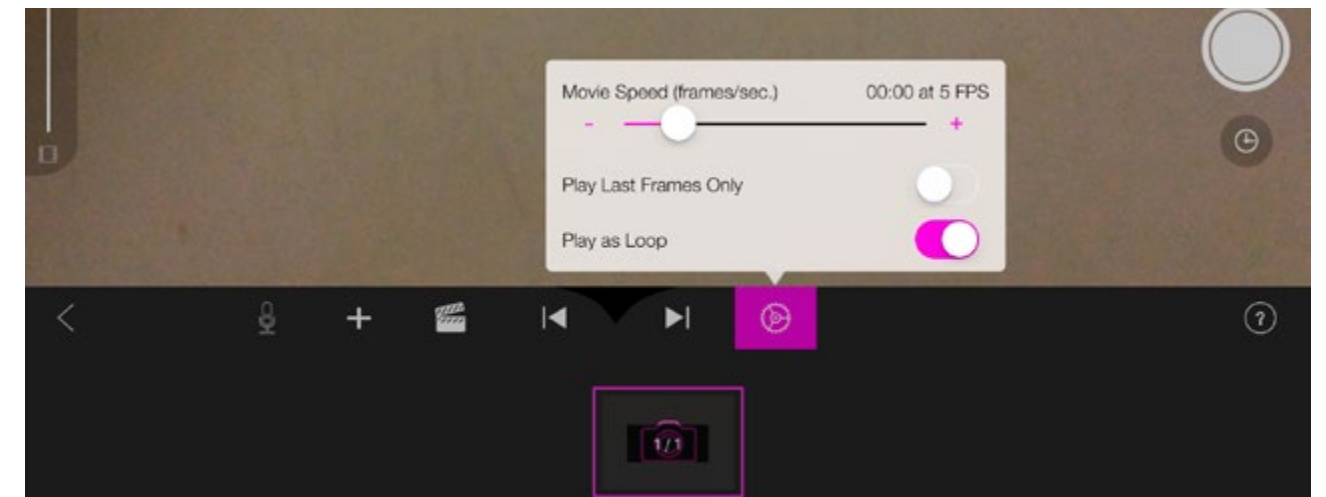 Movie Speed (frames/sec.) 00:00 at 5 FPS
- +
Play Last Frames Only
Play as Loop
?
1/1